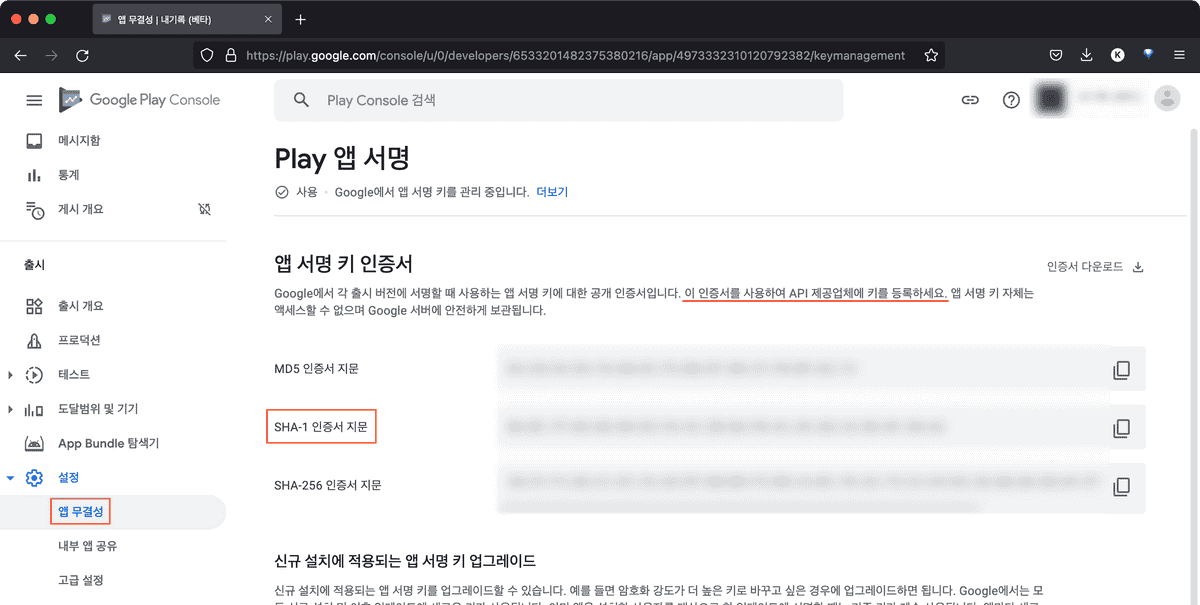 앱 무결성 | 내기록 (베타)
https://play.google.com/console/u/0/developers/6533201482375380216/app/4973332310120792382/keymanagement
K
Google Play Console
Play Console 검색
메시지함
통계
게시 개요
출시
출시 개요
프로덕션
테스트
도달범위 및 기기
App Bundle 탐색기
설정
앱 무결성
내부 앱 공유
고급 설정
Play 앱 서명
사용 · Google에서 앱 서명 키를 관리 중입니다. 더보기
앱 서명 키 인증서
인증서 다운로드
Google에서 각 출시 버전에 서명할 때 사용하는 앱 서명 키에 대한 공개 인증서입니다. 이 인증서를 사용하여 API 제공업체에 키를 등록하세요. 앱 서명 키 자체는
액세스할 수 없으며 Google 서버에 안전하게 보관됩니다.
MD5 인증서 지문
SHA-1 인증서 지문
SHA-256 인증서 지문
신규 설치에 적용되는 앱 서명 키 업그레이드
신규 설치에 적용되는 앱 서명 키를 업그레이드할 수 있습니다. 예를 들면 암호화 강도가 더 높은 키로 바꾸고 싶은 경우에 업그레이드하면 됩니다. Google에서는 모